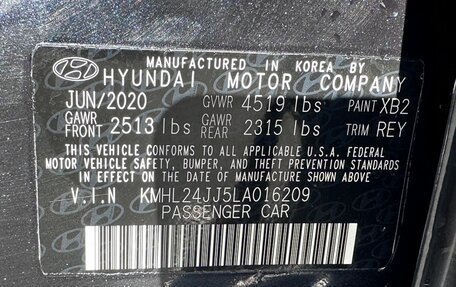 MANUFACTURED IN KOREA BY
HYUNDAI MOTOR COMPANY
JUN/2020 GVWR 4519 lbs PAINT XB2
GAWR FRONT 2513 lbs GAWR REAR 2315 lbs TRIM REY
THIS VEHICLE CONFORMS TO ALL APPLICABLE U.S.A. FEDERAL
MOTOR VEHICLE SAFETY, BUMPER, AND THEFT PREVENTION STANDARDS
IN EFFECT ON THE DATE OF MANUFACTURE SHOWN ABOVE
V.I.N KMHL24JJ5LA016209
PASSENGER CAR